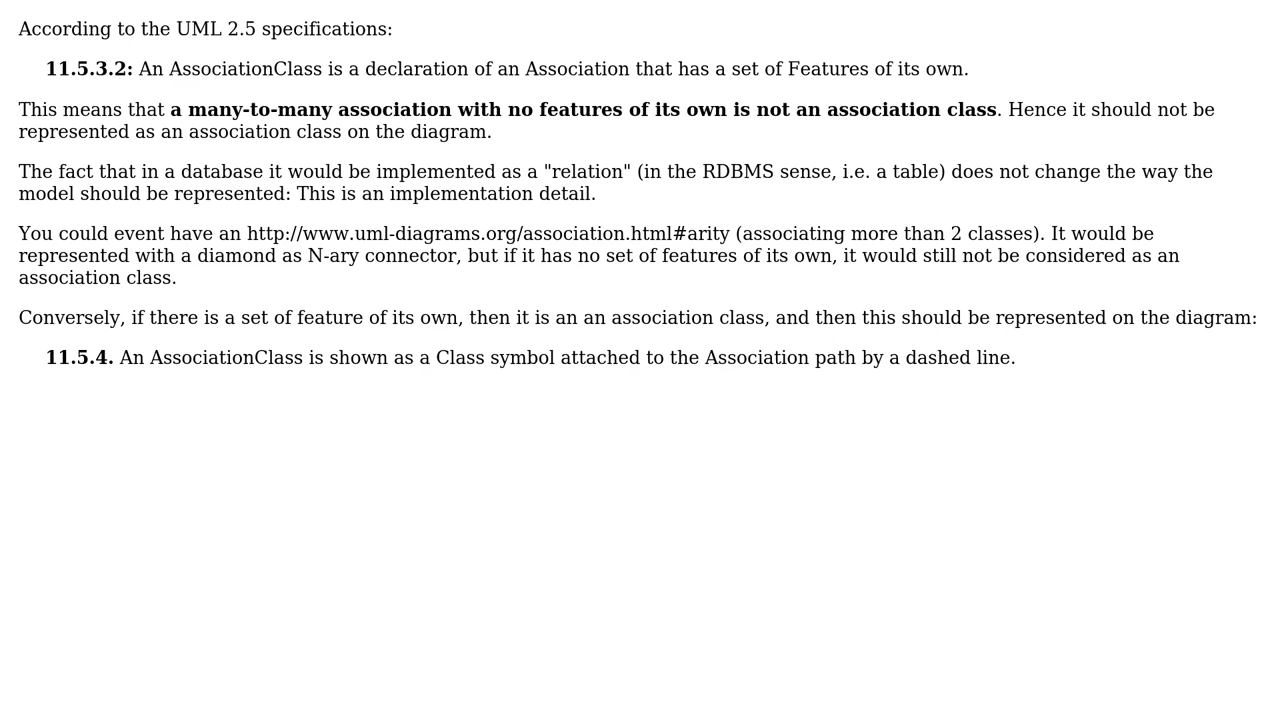 According to the UML 2.5 specifications:
11.5.3.2: An AssociationClass is a declaration of an Association that has a set of Features of its own.
This means that a many-to-many association with no features of its own is not an association class. Hence it should not be
represented as an association class on the diagram.
The fact that in a database it would be implemented as a "relation" (in the RDBMS sense, i.e. a table) does not change the way the
model should be represented: This is an implementation detail.
You could event have an http://www.uml-diagrams.org/association.html#arity (associating more than 2 classes). It would be
represented with a diamond as N-ary connector, but if it has no set of features of its own, it would still not be considered as an
association class.
Conversely, if there is a set of feature of its own, then it is an an association class, and then this should be represented on the diagram:
11.5.4. An AssociationClass is shown as a Class symbol attached to the Association path by a dashed line.